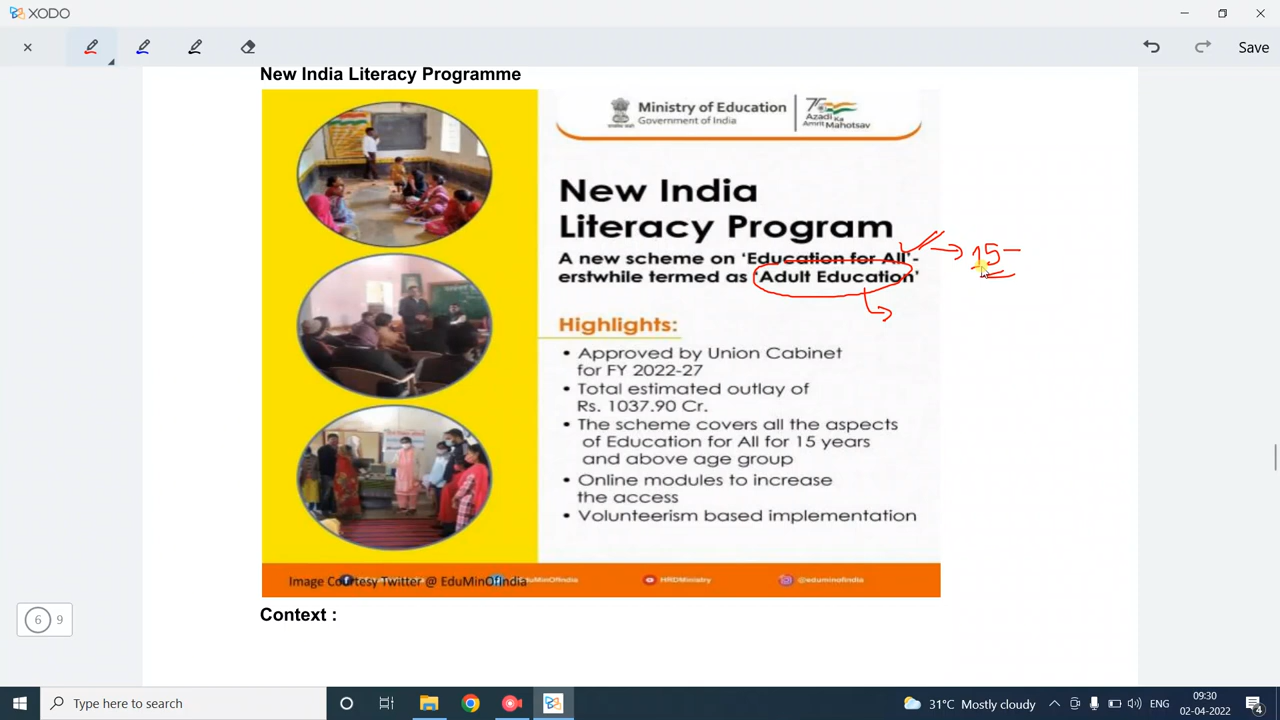 XODO
Save
New India Literacy Programme
Ministry of Education
Government of India
75
Azadi Ka
Amrit Mahotsav
New India
Literacy Program
A new scheme on 'Education for All'-
erstwhile termed as 'Adult Education'
15-
Highlights:
• Approved by Union Cabinet
for FY 2022-27
• Total estimated outlay of
Rs. 1037.90 Cr.
• The scheme covers all the aspects
of Education for All for 15 years
and above age group
• Online modules to increase
the access
• Volunteerism based implementation
Image Courtesy Twitter @ EduMinOfIndia
HRDMinistry
@eduminofindia
Context :
6 9
Type here to search
31°C Mostly cloudy
ENG
09:30
02-04-2022